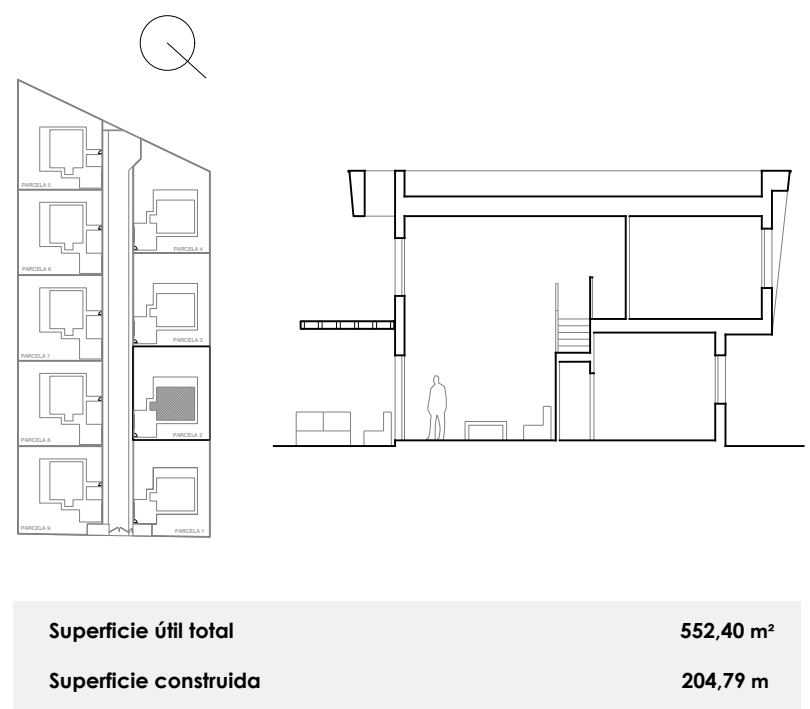 PARCELA 5
PARCELA 4
PARCELA 6
PARCELA 3
PARCELA 7
PARCELA 2
PARCELA 8
PARCELA 9
PARCELA 1
Superficie útil total 552,40 m²
Superficie construida 204,79 m